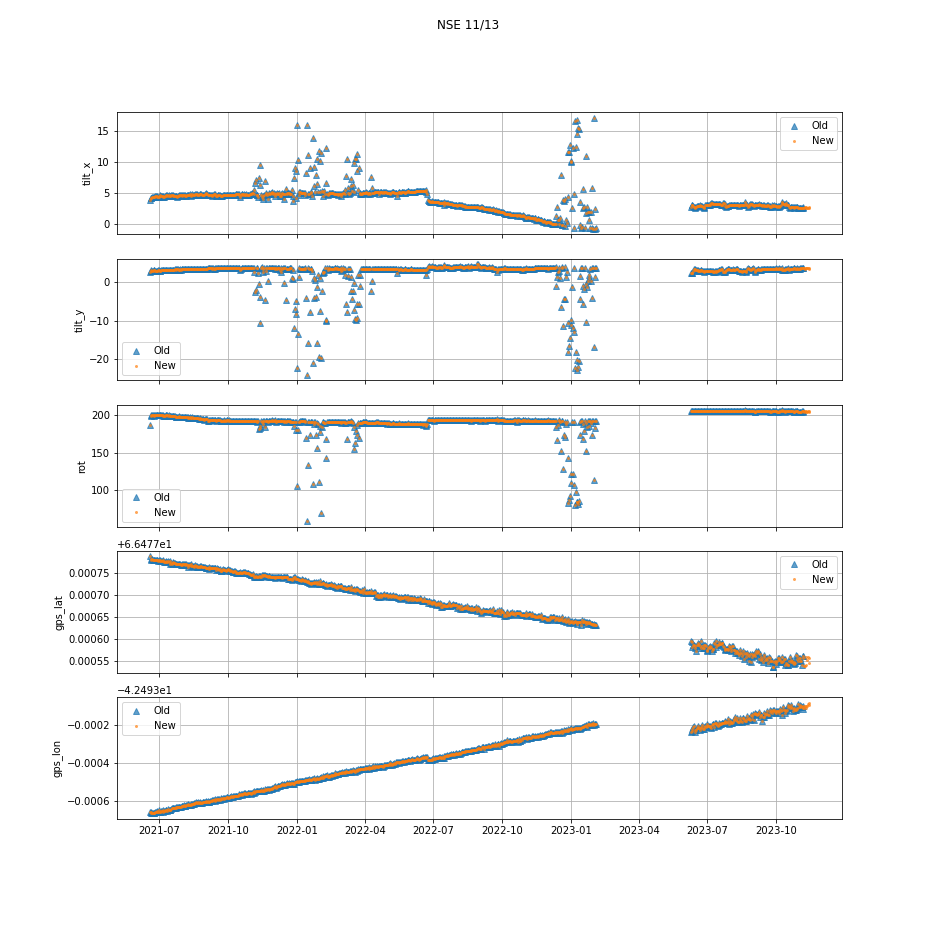 NSE 11/13
15
10
5
0
tilt_x
Old
New
0
−10
−20
tilt_y
Old
New
200
150
100
rot
Old
New
+6.6477e1
0.00075
0.00070
0.00065
0.00060
0.00055
gps_lat
Old
New
−4.2493e1
−0.0002
−0.0004
−0.0006
gps_lon
Old
New
2021-07 2021-10 2022-01 2022-04 2022-07 2022-10 2023-01 2023-04 2023-07 2023-10